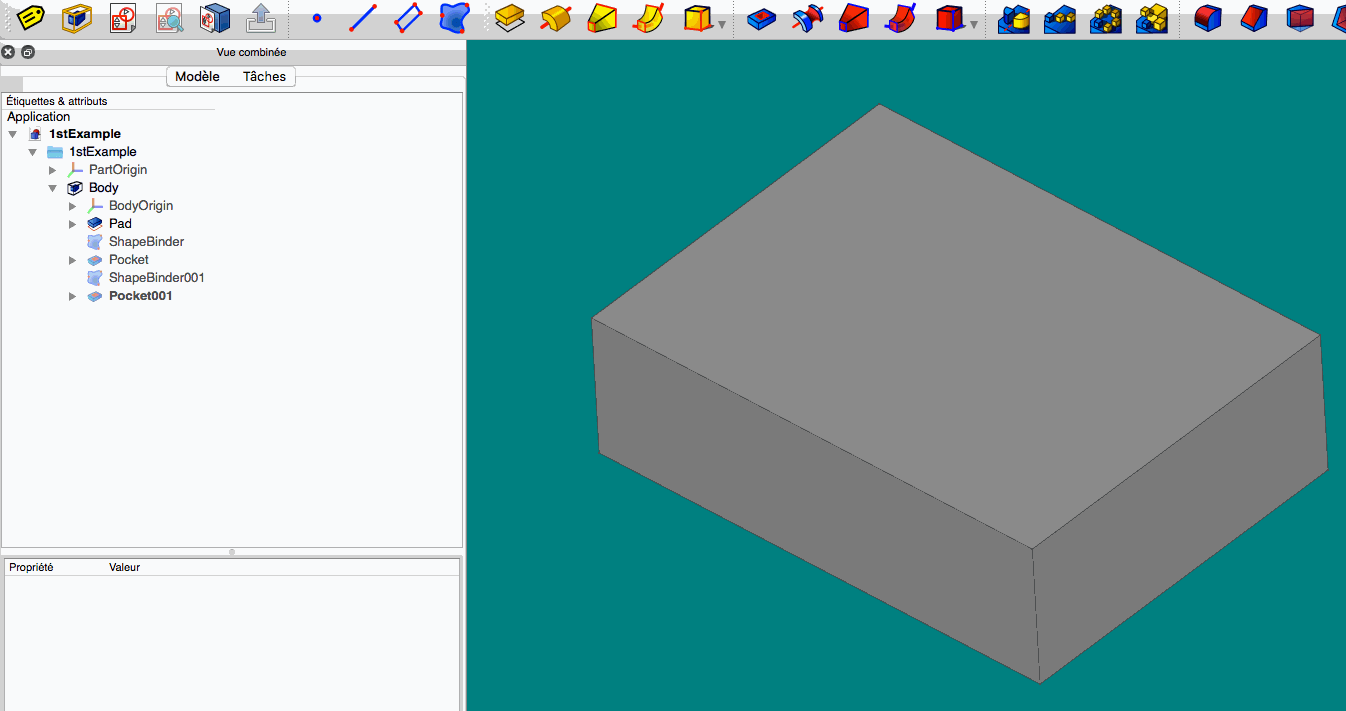 Vue combinée
Modèle Tâches
Étiquettes & attributs
Application
1stExample
1stExample
PartOrigin
Body
BodyOrigin
Pad
ShapeBinder
Pocket
ShapeBinder001
Pocket001
Propriété Valeur